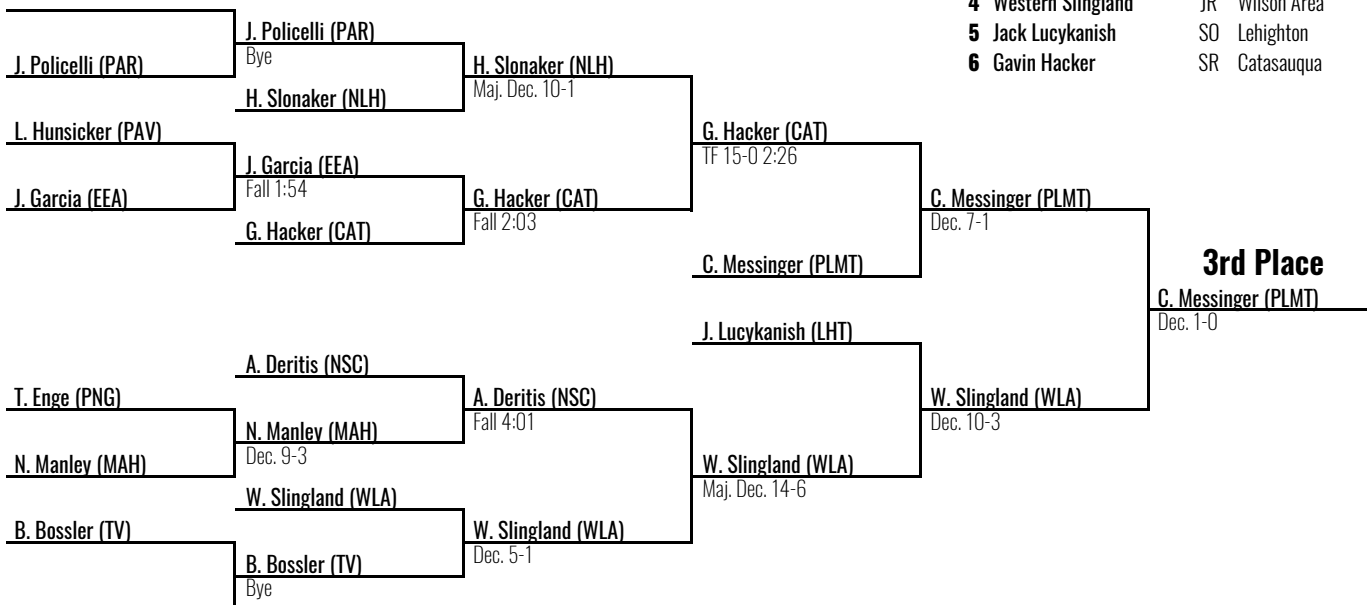 4 Western Slingland JR Wilson Area
J. Policelli (PAR)
Bye
5 Jack Lucykanish SO Lehighton
J. Policelli (PAR)
H. Slonaker (NLH)
Maj. Dec. 10-1
6 Gavin Hacker SR Catasauqua
H. Slonaker (NLH)
L. Hunsicker (PAV)
G. Hacker (CAT)
TF 15-0 2:26
J. Garcia (EEA)
Fall 1:54
J. Garcia (EEA)
G. Hacker (CAT)
Fall 2:03
C. Messinger (PLMT)
Dec. 7-1
G. Hacker (CAT)
C. Messinger (PLMT)
3rd Place
C. Messinger (PLMT)
Dec. 1-0
J. Lucykanish (LHT)
A. Deritis (NSC)
T. Enge (PNG)
A. Deritis (NSC)
Fall 4:01
W. Slingland (WLA)
Dec. 10-3
N. Manley (MAH)
Dec. 9-3
N. Manley (MAH)
W. Slingland (WLA)
Maj. Dec. 14-6
W. Slingland (WLA)
B. Bossler (TV)
W. Slingland (WLA)
Dec. 5-1
B. Bossler (TV)
Bye